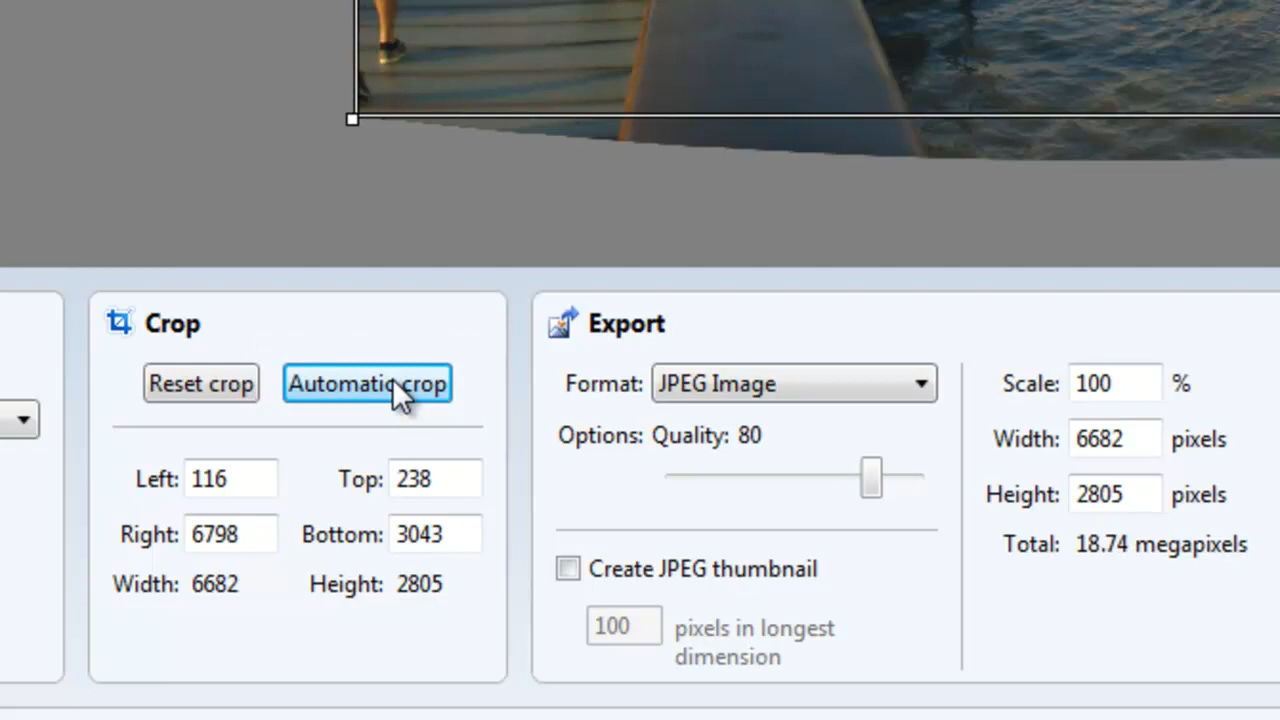 Crop
Reset crop
Automatic crop
Left: 116
Top: 238
Right: 6798
Bottom: 3043
Width: 6682
Height: 2805
Export
Format: JPEG Image
Options: Quality: 80
Create JPEG thumbnail
100 pixels in longest
dimension
Scale: 100 %
Width: 6682 pixels
Height: 2805 pixels
Total: 18.74 megapixels